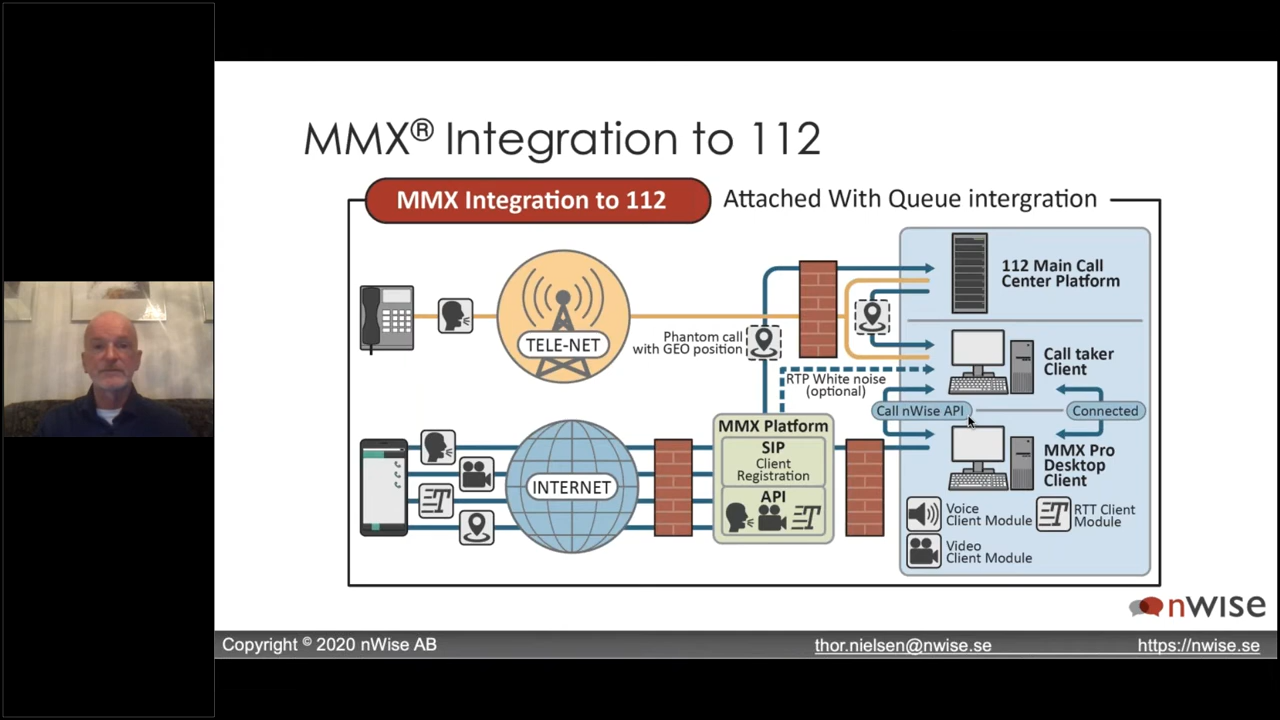 MMX® Integration to 112
MMX Integration to 112
Attached With Queue intergration
112 Main Call
Center Platform
TELE-NET
Phantom call
with GEO position
Call taker
Client
RTP White noise
(optional)
Call nWise API
Connected
MMX Platform
SIP
Client
Registration
API
INTERNET
MMX Pro
Desktop
Client
Voice
Client Module
RTT Client
Module
Video
Client Module
nWise
Copyright © 2020 nWise AB
thor.nielsen@nwise.se
https://nwise.se